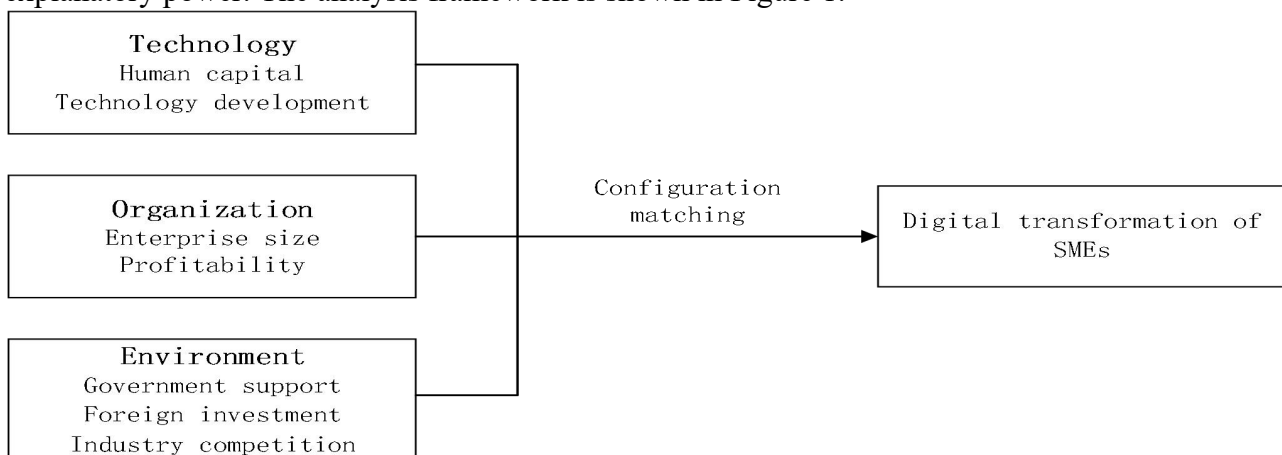 explanatory power. The analysis framework is shown in Figure 1.
Technology
Human capital
Technology development
Organization
Enterprise size
Profitability
Environment
Government support
Foreign investment
Industry competition
Configuration
matching
Digital transformation of
SMEs